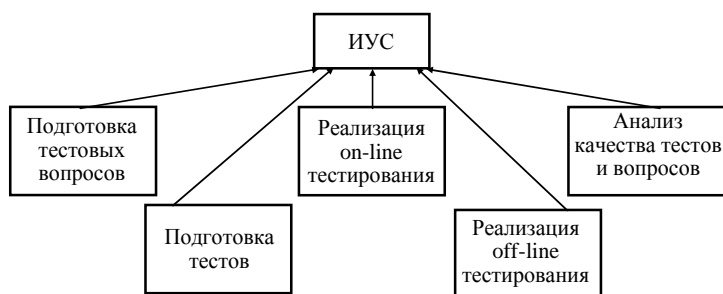 ИУС
Подготовка
тестовых
вопросов
Реализация
on-line
тестирования
Анализ
качества тестов
и вопросов
Подготовка
тестов
Реализация
off-line
тестирования